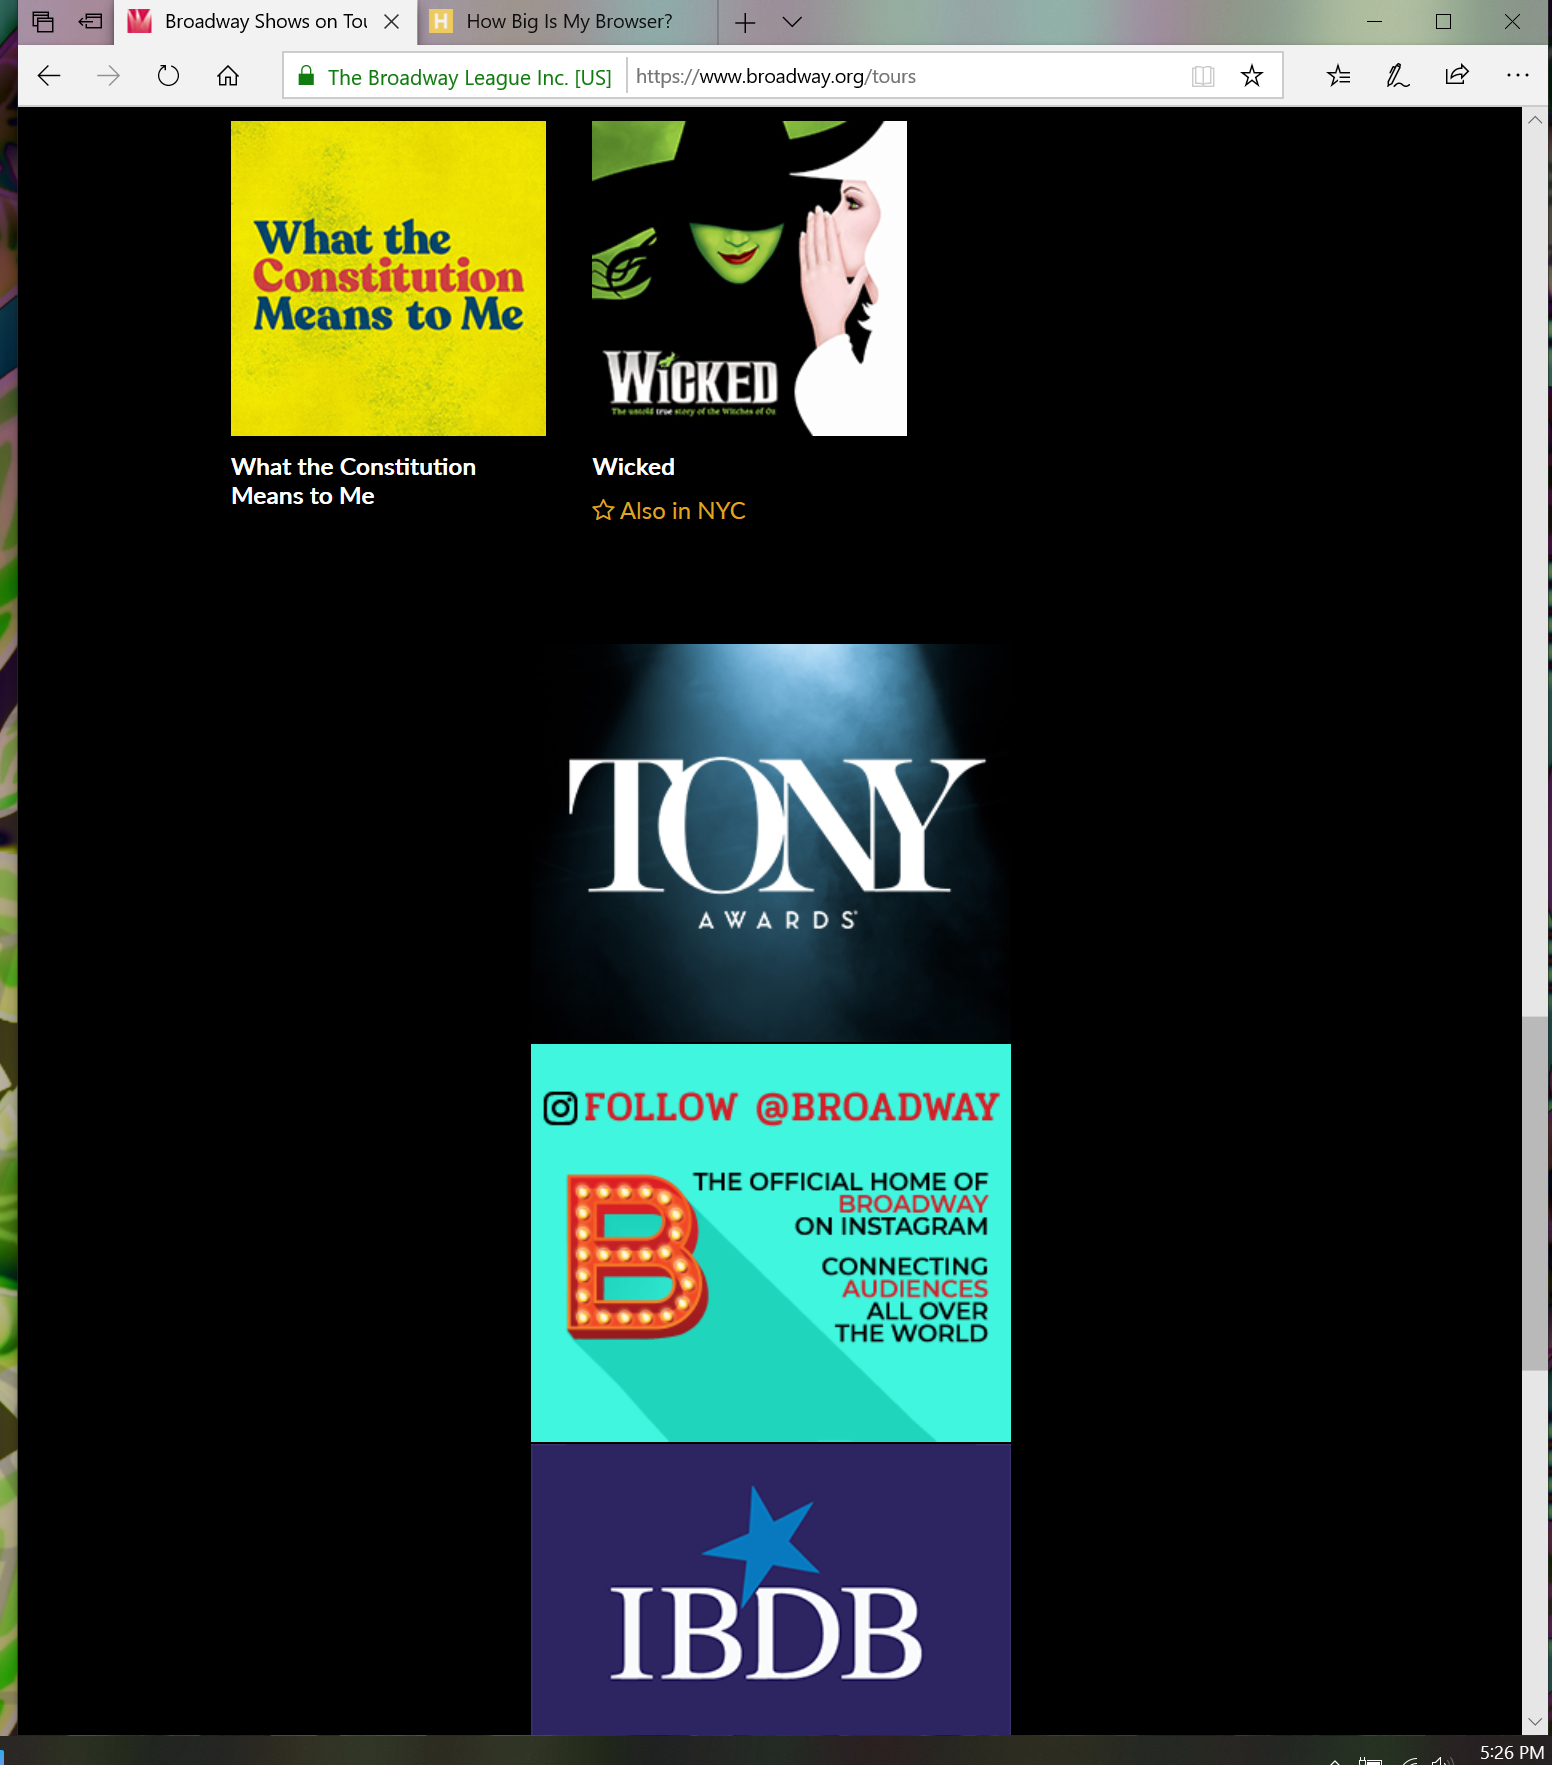 Broadway Shows on Tou
How Big Is My Browser?
The Broadway League Inc. [US]
https://www.broadway.org/tours
What the
Constitution
Means to Me
WICKED
The untold true story of the Witches of Oz
What the Constitution
Means to Me
Wicked
Also in NYC
TONY
AWARDS
FOLLOW @BROADWAY
B
THE OFFICIAL HOME OF
BROADWAY
ON INSTAGRAM
CONNECTING
AUDIENCES
ALL OVER
THE WORLD
IBDB
5:26 PM